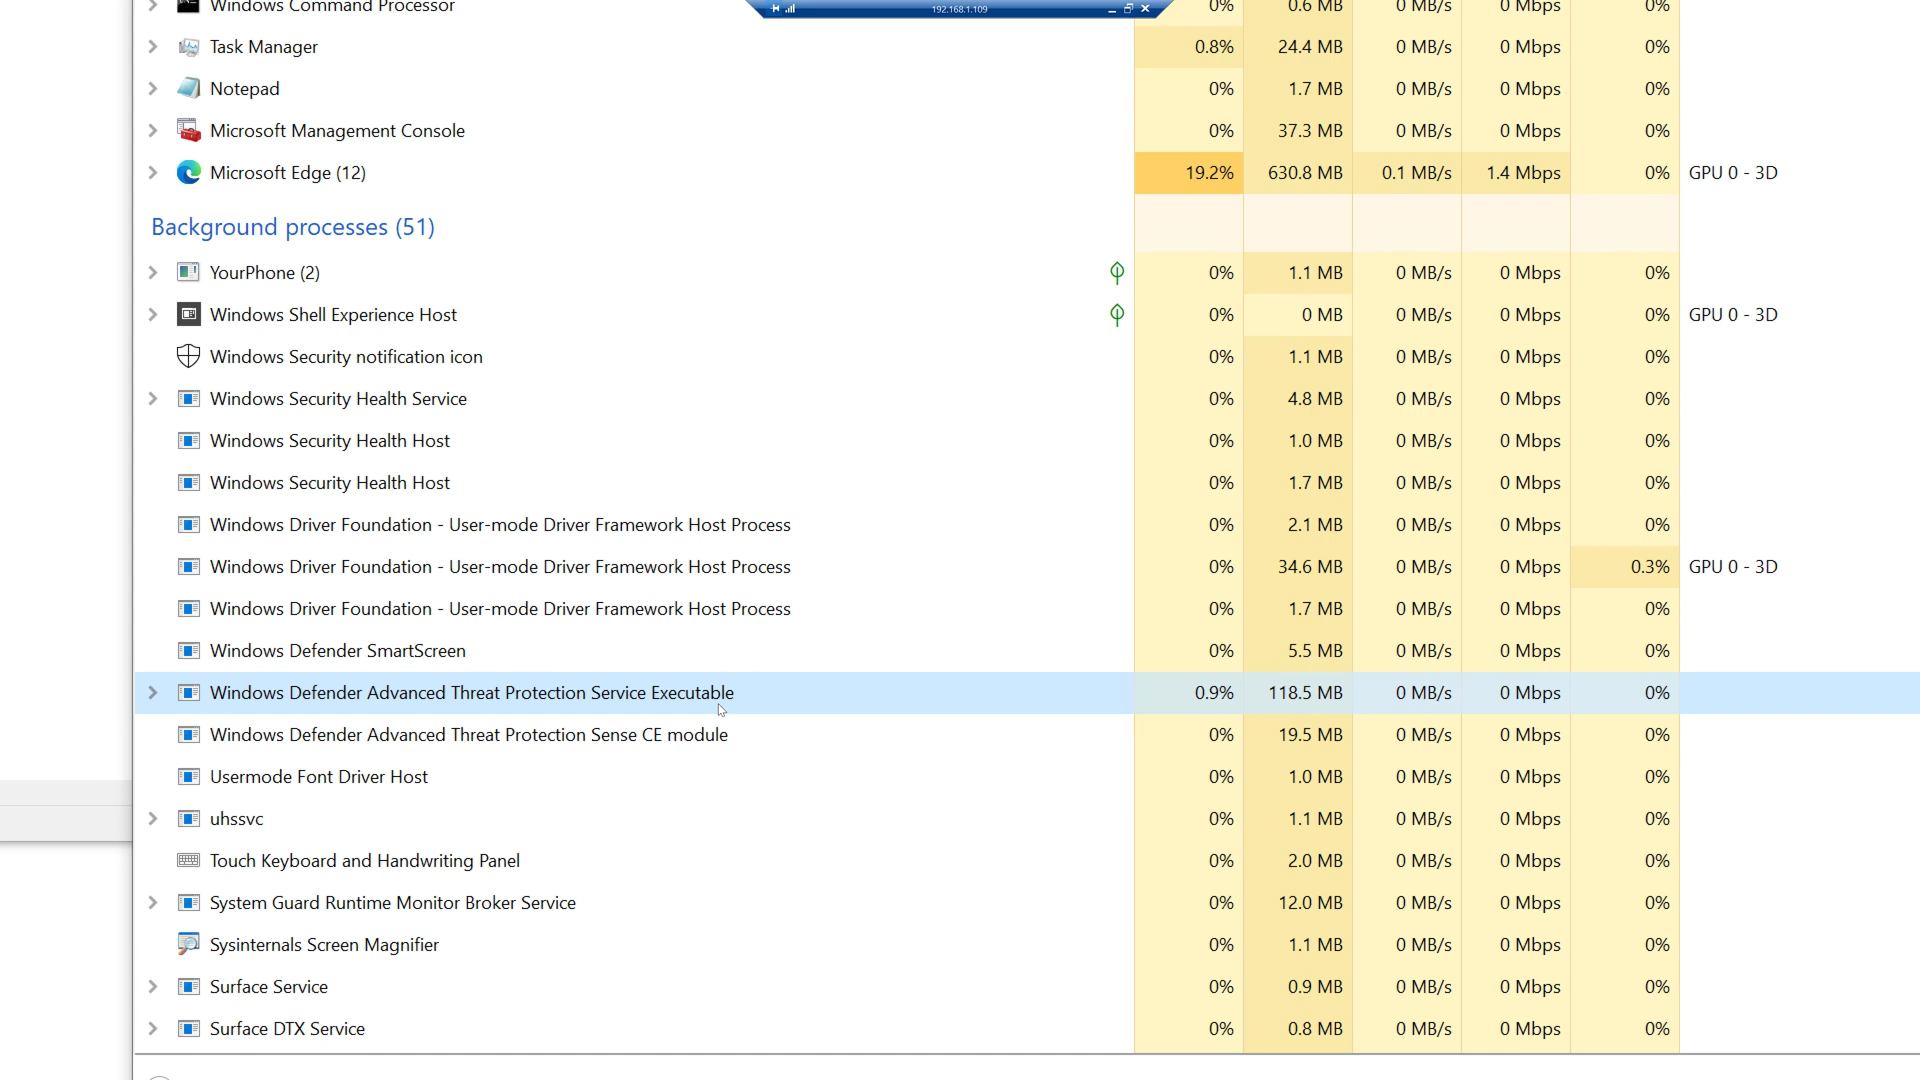 192.168.1.109
Windows Command Processor 0% 0.6 MB 0 MB/s 0 Mbps 0%
Task Manager 0.8% 24.4 MB 0 MB/s 0 Mbps 0%
Notepad 0% 1.7 MB 0 MB/s 0 Mbps 0%
Microsoft Management Console 0% 37.3 MB 0 MB/s 0 Mbps 0%
Microsoft Edge (12) 19.2% 630.8 MB 0.1 MB/s 1.4 Mbps 0% GPU 0 - 3D
Background processes (51)
YourPhone (2) 0% 1.1 MB 0 MB/s 0 Mbps 0%
Windows Shell Experience Host 0% 0 MB 0 MB/s 0 Mbps 0% GPU 0 - 3D
Windows Security notification icon 0% 1.1 MB 0 MB/s 0 Mbps 0%
Windows Security Health Service 0% 4.8 MB 0 MB/s 0 Mbps 0%
Windows Security Health Host 0% 1.0 MB 0 MB/s 0 Mbps 0%
Windows Security Health Host 0% 1.7 MB 0 MB/s 0 Mbps 0%
Windows Driver Foundation - User-mode Driver Framework Host Process 0% 2.1 MB 0 MB/s 0 Mbps 0%
Windows Driver Foundation - User-mode Driver Framework Host Process 0% 34.6 MB 0 MB/s 0 Mbps 0.3% GPU 0 - 3D
Windows Driver Foundation - User-mode Driver Framework Host Process 0% 1.7 MB 0 MB/s 0 Mbps 0%
Windows Defender SmartScreen 0% 5.5 MB 0 MB/s 0 Mbps 0%
Windows Defender Advanced Threat Protection Service Executable 0.9% 118.5 MB 0 MB/s 0 Mbps 0%
Windows Defender Advanced Threat Protection Sense CE module 0% 19.5 MB 0 MB/s 0 Mbps 0%
Usermode Font Driver Host 0% 1.0 MB 0 MB/s 0 Mbps 0%
uhssvc 0% 1.1 MB 0 MB/s 0 Mbps 0%
Touch Keyboard and Handwriting Panel 0% 2.0 MB 0 MB/s 0 Mbps 0%
System Guard Runtime Monitor Broker Service 0% 12.0 MB 0 MB/s 0 Mbps 0%
Sysinternals Screen Magnifier 0% 1.1 MB 0 MB/s 0 Mbps 0%
Surface Service 0% 0.9 MB 0 MB/s 0 Mbps 0%
Surface DTX Service 0% 0.8 MB 0 MB/s 0 Mbps 0%